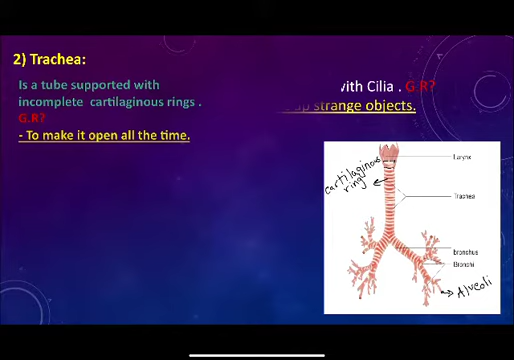 2) Trachea:
Is a tube supported with
incomplete cartilaginous rings .
G.R?
- To make it open all the time.
with Cilia . G.R?
up strange objects.
cartilaginous
rings
Larynx
Trachea
bronchus
Bronchi
Alveoli